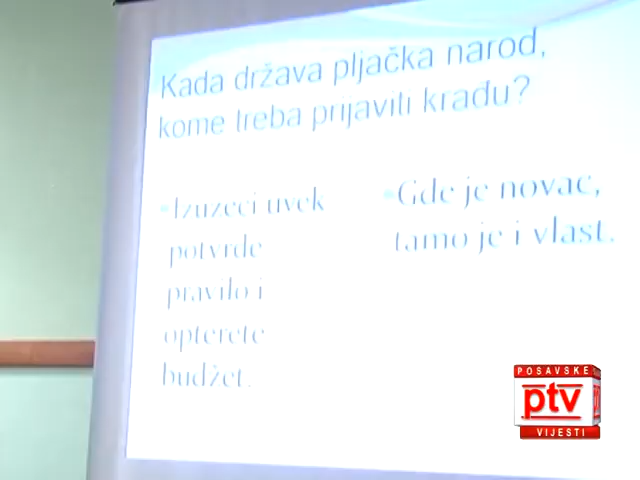 Kada država pljačka narod,
kome treba prijaviti krađu?
Izuzeci uvek
potvrde
pravilo i
opterete
budžet.
Gde je novac,
tamo je i vlast.
POSAVSKE
ptv
VIJESTI